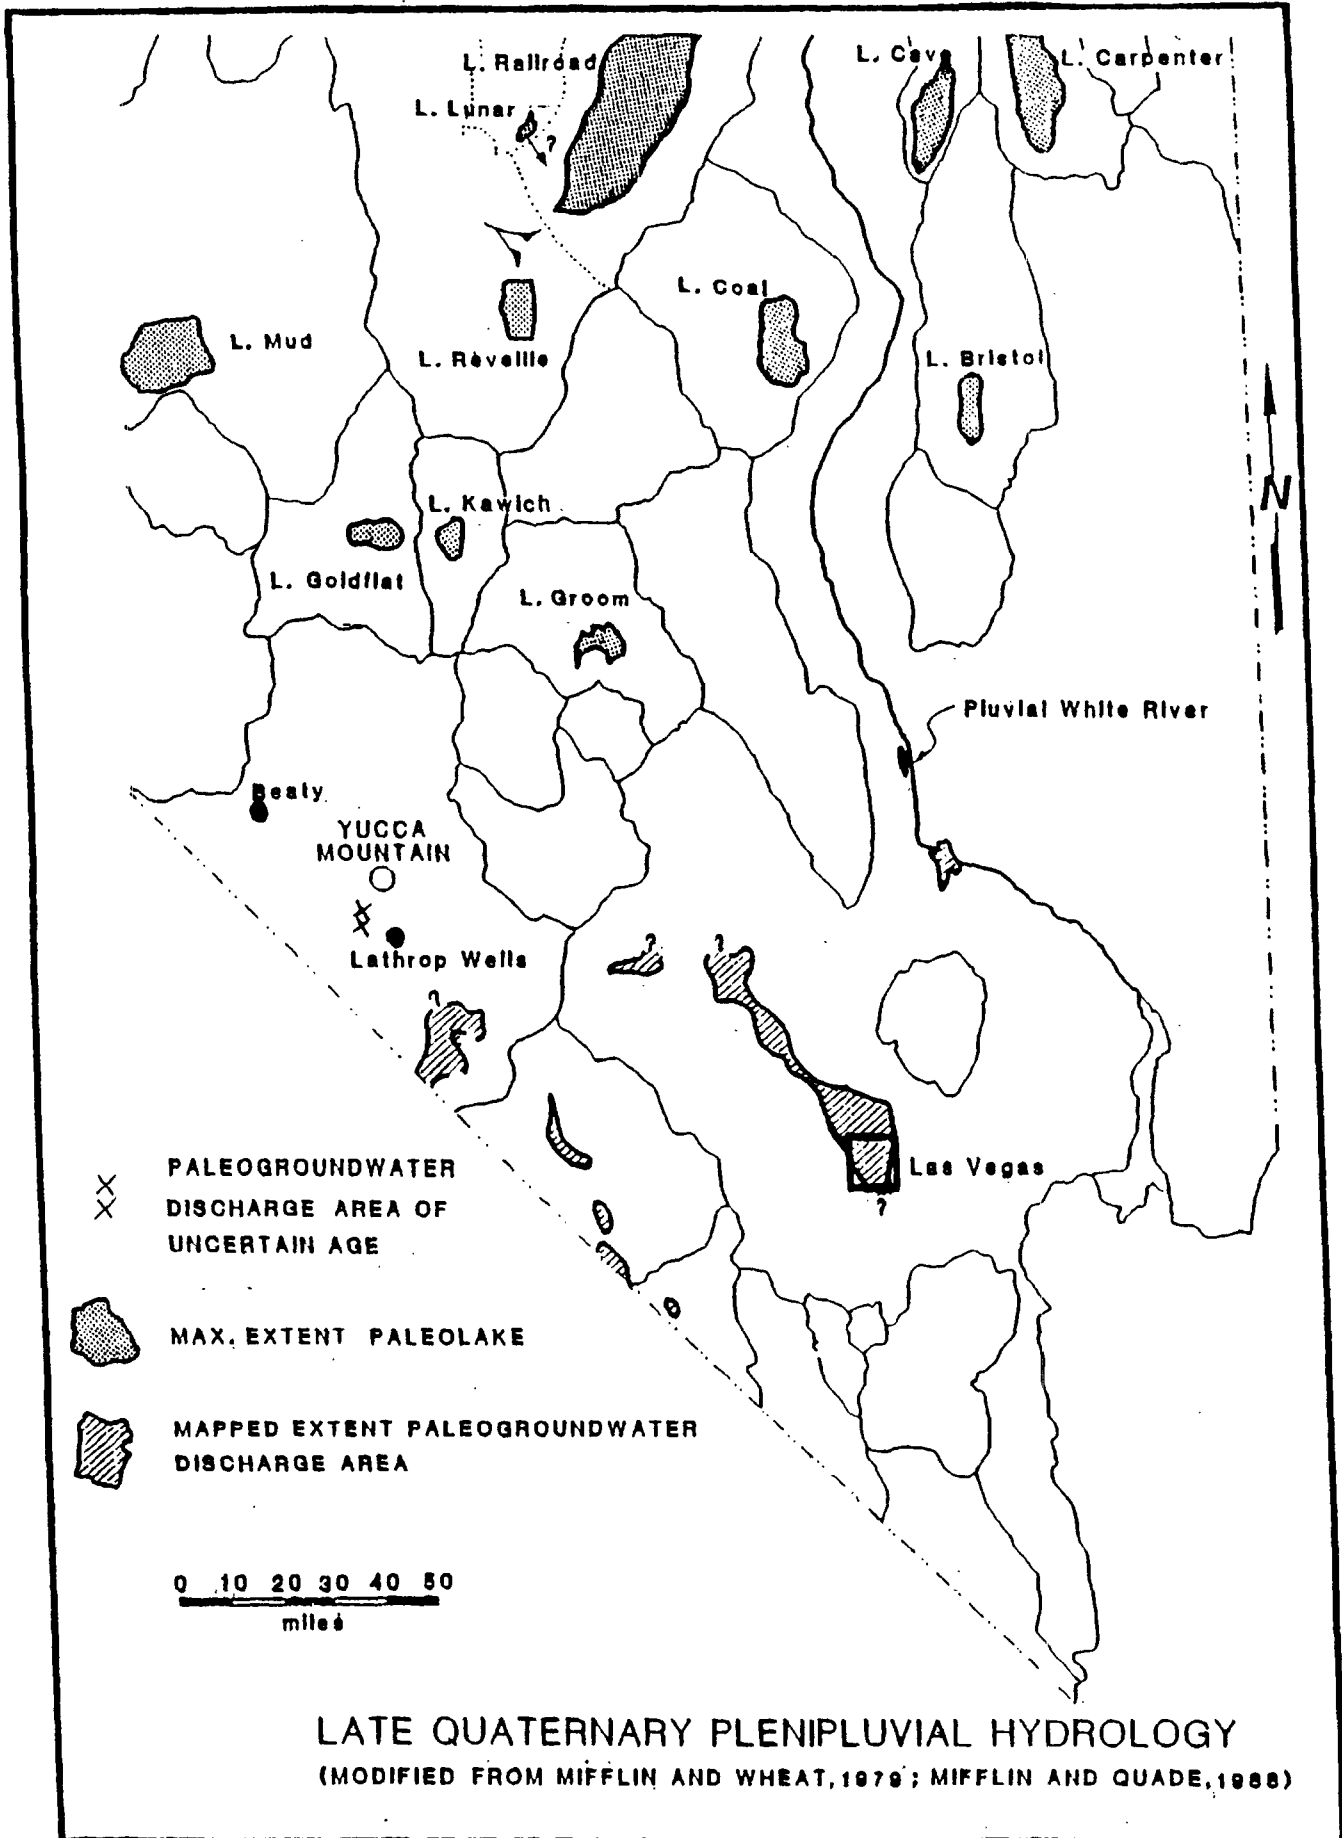 L. Railroad
L. Cave
L. Carpenter
L. Lunar
?
L. Coal
L. Mud
L. Reveille
L. Bristol
N
L. Kawich
L. Goldflat
L. Groom
Pluvial White River
Beaty
YUCCA
MOUNTAIN
Lathrop Wells
?
?
?
Las Vegas
?
PALEOGROUNDWATER
DISCHARGE AREA OF
UNCERTAIN AGE
MAX. EXTENT PALEOLAKE
MAPPED EXTENT PALEOGROUNDWATER
DISCHARGE AREA
0 10 20 30 40 50
miles
LATE QUATERNARY PLENIPLUVIAL HYDROLOGY
(MODIFIED FROM MIFFLIN AND WHEAT, 1979; MIFFLIN AND QUADE, 1988)